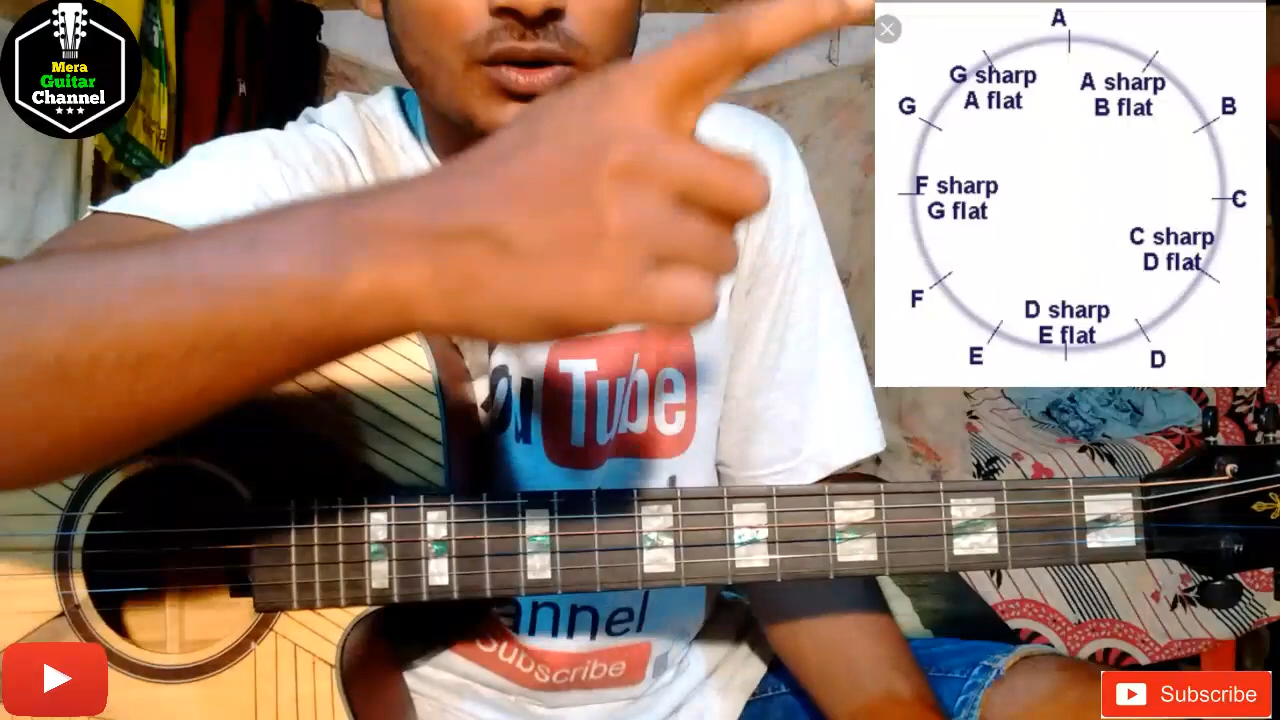 Mera
Guitar
Channel
A
G sharp
A flat
A sharp
B flat
G
B
F sharp
G flat
C
C sharp
D flat
F
D sharp
E flat
E
D
Tube
annel
Subscribe
Subscribe